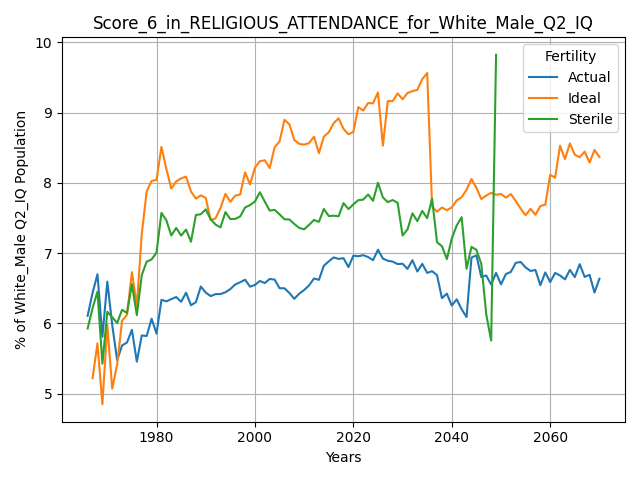 Score_6_in_RELIGIOUS_ATTENDANCE_for_White_Male_Q2_IQ
% of White_Male Q2_IQ Population
10
9
8
7
6
5
1980
2000
2020
2040
2060
Years
Fertility
Actual
Ideal
Sterile